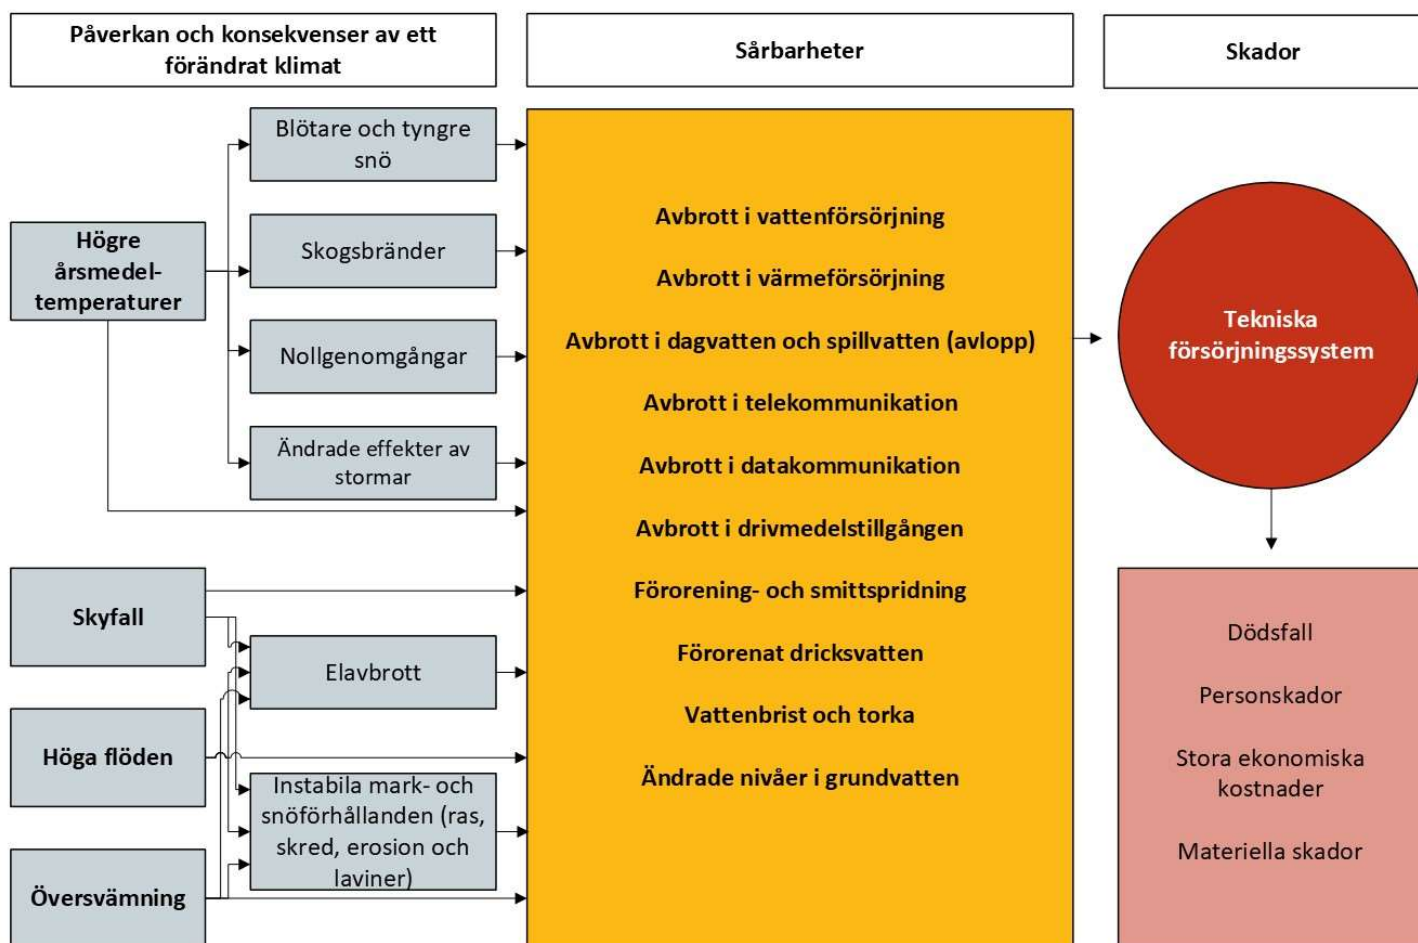 Påverkan och konsekvenser av ett
förändrat klimat
Sårbarheter
Skador
Högre
årsmedel-
temperaturer
Blötare och tyngre
snö
Skogsbränder
Nollgenomgångar
Ändrade effekter av
stormar
Skyfall
Höga flöden
Översvämning
Elavbrott
Instabila mark- och
snöförhållanden (ras,
skred, erosion och
laviner)
Avbrott i vattenförsörjning
Avbrott i värmeförsörjning
Avbrott i dagvatten och spillvatten (avlopp)
Avbrott i telekommunikation
Avbrott i datakommunikation
Avbrott i drivmedelstillgången
Förorening- och smittspridning
Förorenat dricksvatten
Vattenbrist och torka
Ändrade nivåer i grundvatten
Tekniska
försörjningssystem
Dödsfall
Personskador
Stora ekonomiska
kostnader
Materiella skador